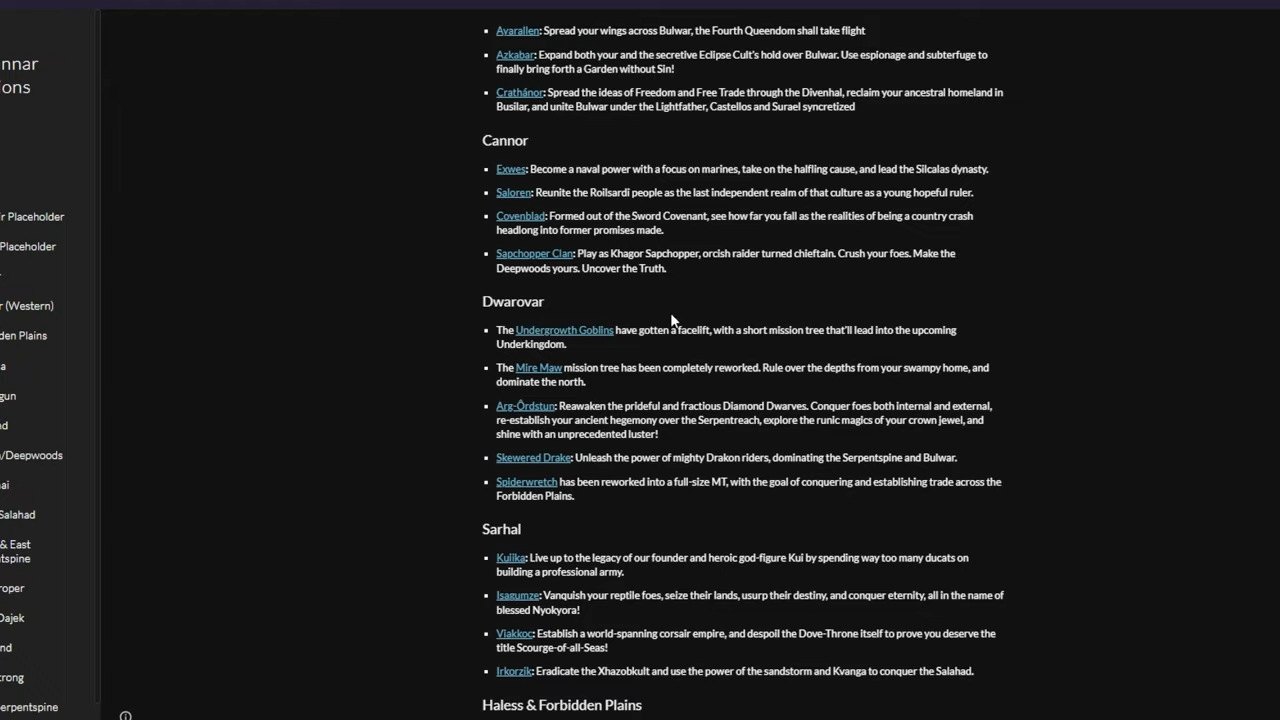 nnar
ions
r Placeholder
Placeholder
r (Western)
den Plains
a
gun
nd
n/Deepwoods
ai
Salahad
& East
ntspine
roper
Dajek
nd
trong
erpentspine
Ayarallen: Spread your wings across Bulwar, the Fourth Queendom shall take flight
Azkabar: Expand both your and the secretive Eclipse Cult's hold over Bulwar. Use espionage and subterfuge to
finally bring forth a Garden without Sin!
Crathánor: Spread the ideas of Freedom and Free Trade through the Divenhal, reclaim your ancestral homeland in
Busilar, and unite Bulwar under the Lightfather, Castellos and Surael syncretized
Cannor
Exwes: Become a naval power with a focus on marines, take on the halfling cause, and lead the Silcalas dynasty.
Saloren: Reunite the Roilsardi people as the last independent realm of that culture as a young hopeful ruler.
Covenblad: Formed out of the Sword Covenant, see how far you fall as the realities of being a country crash
headlong into former promises made.
Sapchopper Clan: Play as Khagor Sapchopper, orcish raider turned chieftain. Crush your foes. Make the
Deepwoods yours. Uncover the Truth.
Dwarovar
The Undergrowth Goblins have gotten a facelift, with a short mission tree that'll lead into the upcoming
Underkingdom.
The Mire Maw mission tree has been completely reworked. Rule over the depths from your swampy home, and
dominate the north.
Arg-Ôrdstun: Reawaken the prideful and fractious Diamond Dwarves. Conquer foes both internal and external,
re-establish your ancient hegemony over the Serpentreach, explore the runic magics of your crown jewel, and
shine with an unprecedented luster!
Skewered Drake: Unleash the power of mighty Drakon riders, dominating the Serpentspine and Bulwar.
Spiderwretch has been reworked into a full-size MT, with the goal of conquering and establishing trade across the
Forbidden Plains.
Sarhal
Kuiika: Live up to the legacy of our founder and heroic god-figure Kui by spending way too many ducats on
building a professional army.
Isagumze: Vanquish your reptile foes, seize their lands, usurp their destiny, and conquer eternity, all in the name of
blessed Nyokyora!
Viakkoc: Establish a world-spanning corsair empire, and despoil the Dove-Throne itself to prove you deserve the
title Scourge-of-all-Seas!
Irkorzik: Eradicate the Xhazobkult and use the power of the sandstorm and Kvanga to conquer the Salahad.
Haless & Forbidden Plains